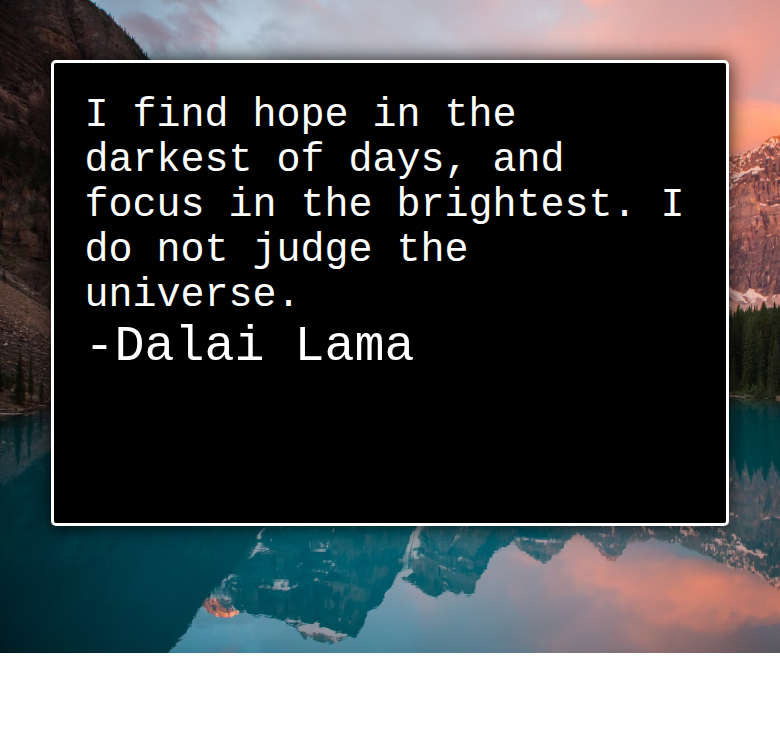 I find hope in the
darkest of days, and
focus in the brightest. I
do not judge the
universe.
-Dalai Lama